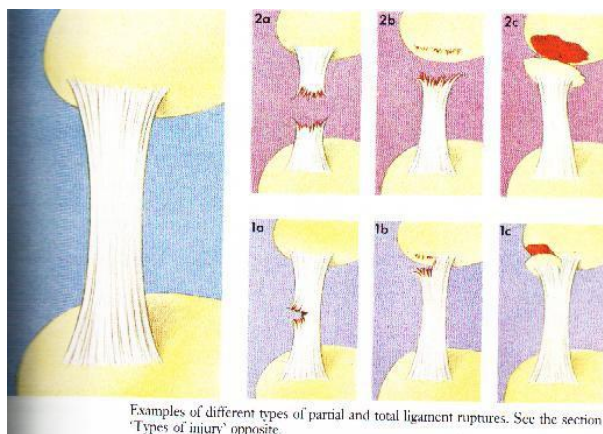 2a
2b
2c
1a
1b
1c
Examples of different types of partial and total ligament ruptures. See the section
'Types of injury' opposite.